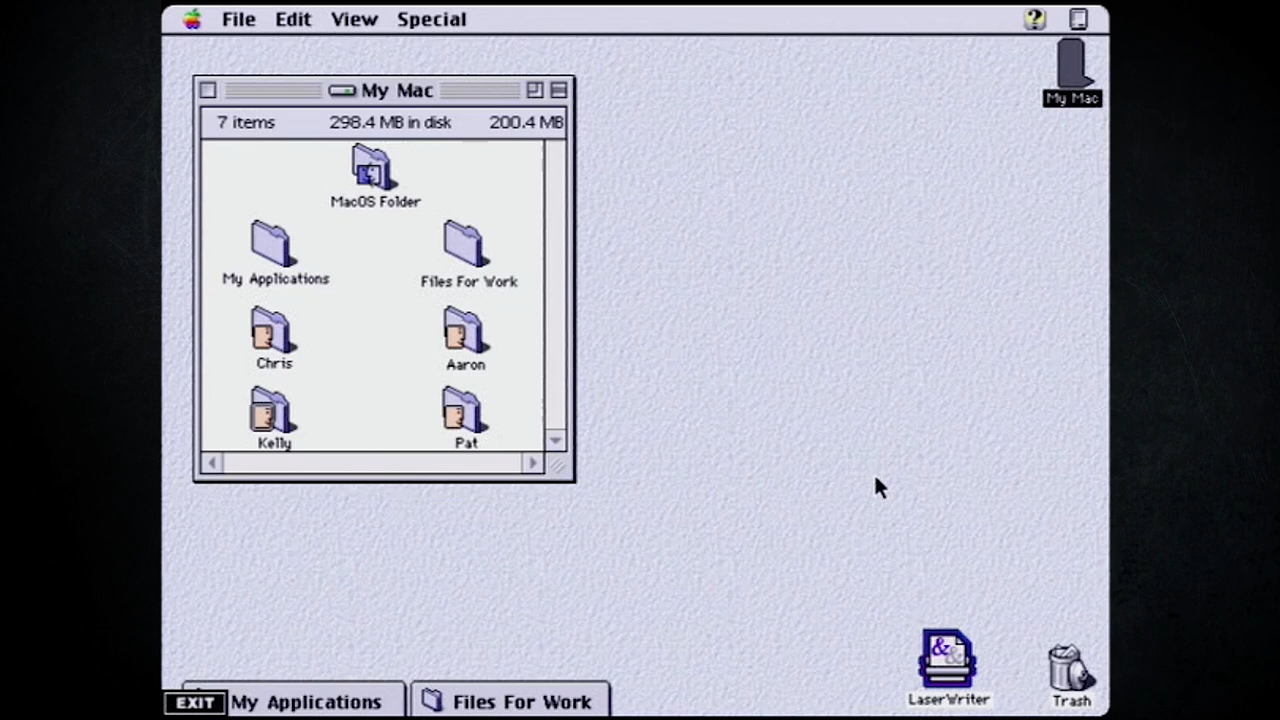 File Edit View Special
My Mac
My Mac
7 items 298.4 MB in disk 200.4 MB
MacOS Folder
My Applications Files For Work
Chris Aaron
Kelly Pat
LaserWriter Trash
EXIT My Applications Files For Work